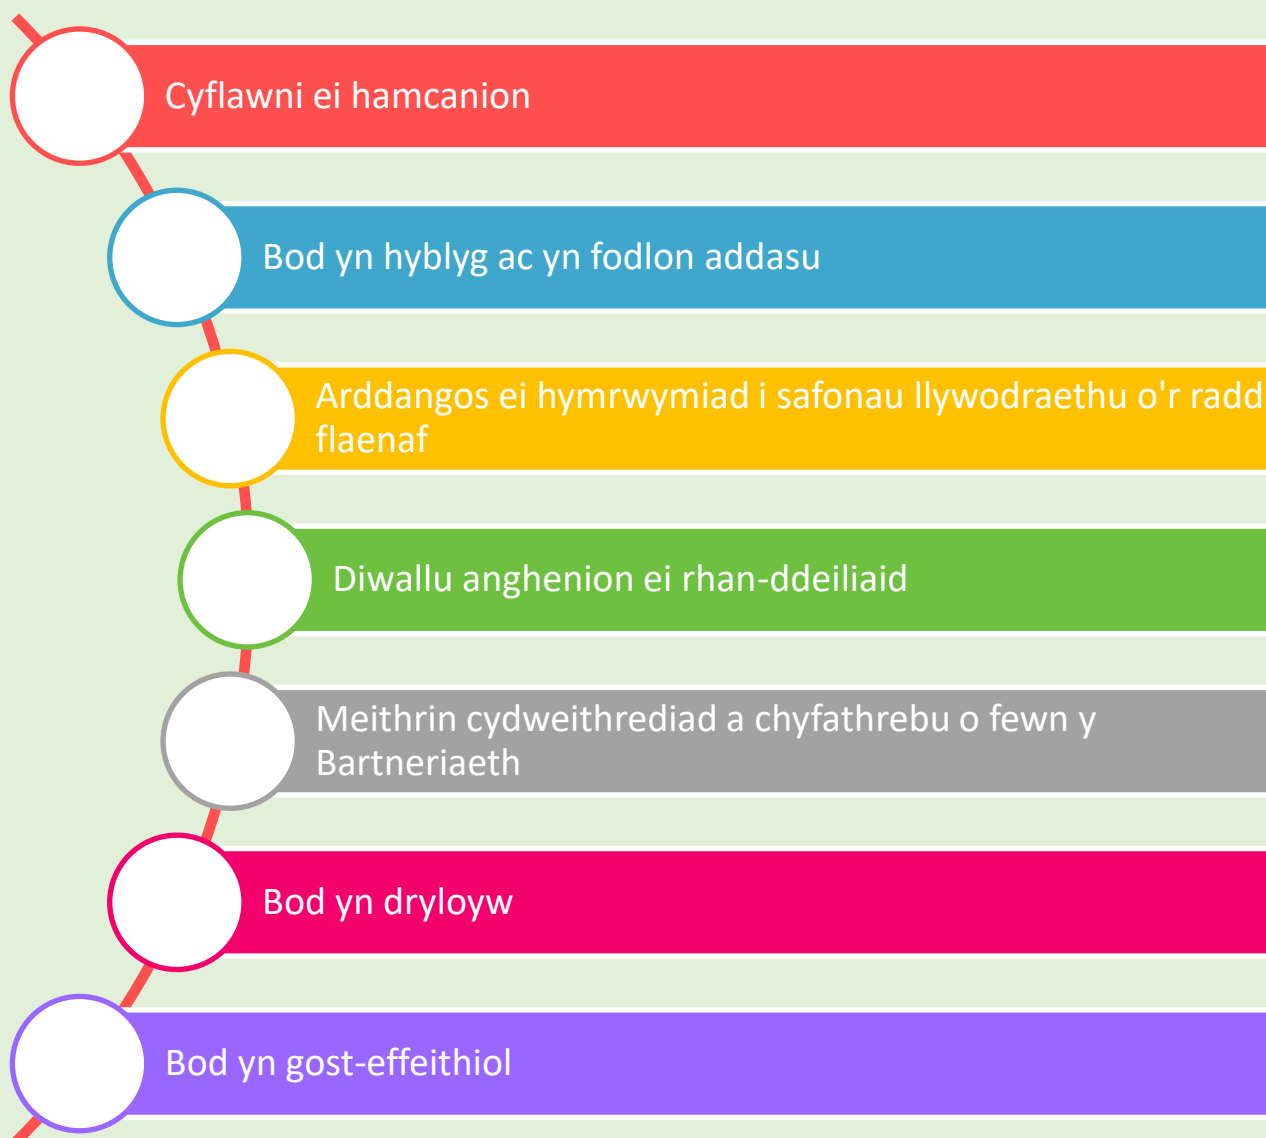 Cyflawni ei hamcanion
Bod yn hyblyg ac yn fodlon addasu
Arddangos ei hymrwymiad i safonau llywodraethu o'r radd
flaenaf
Diwallu anghenion ei rhan-ddeiliaid
Meithrin cydweithrediad a chyfathrebu o fewn y
Bartneriaeth
Bod yn dryloyw
Bod yn gost-effeithiol